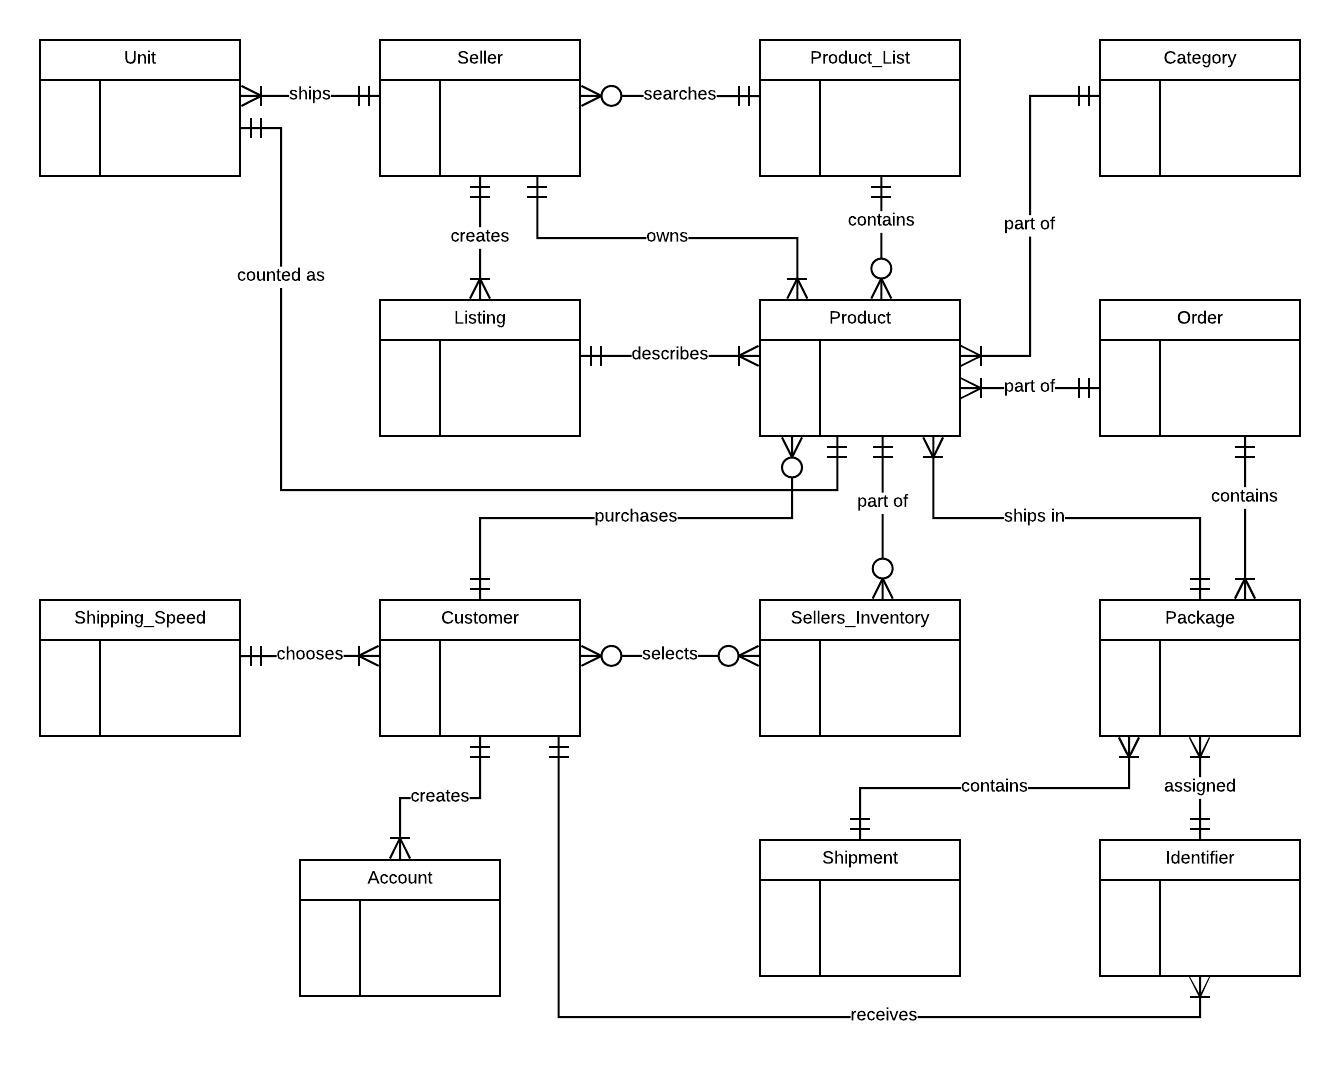 Unit
Seller
Product_List
Category
ships
searches
contains
part of
creates
owns
counted as
Listing
Product
Order
describes
part of
contains
part of
purchases
ships in
Shipping_Speed
Customer
Sellers_Inventory
Package
chooses
selects
contains
assigned
creates
Account
Shipment
Identifier
receives